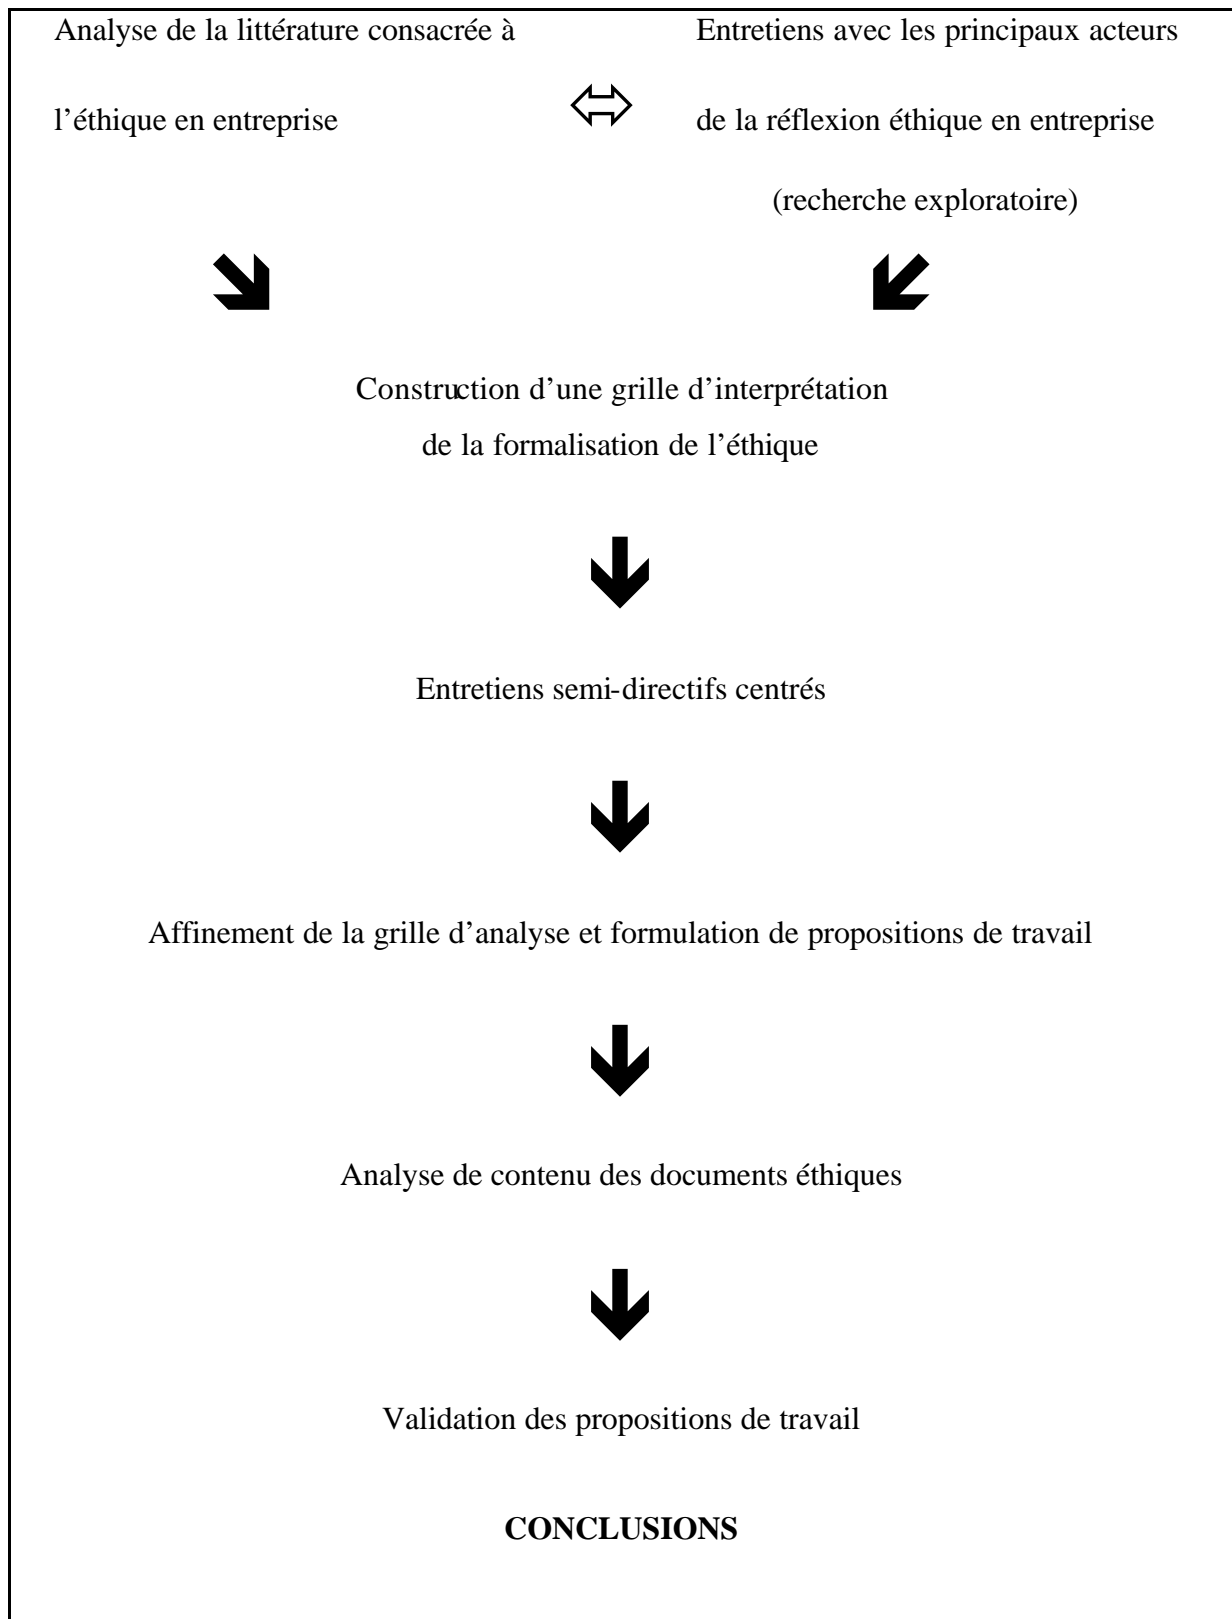 Analyse de la littérature consacrée à
l’éthique en entreprise
Entretiens avec les principaux acteurs
de la réflexion éthique en entreprise
(recherche exploratoire)
Construction d’une grille d’interprétation
de la formalisation de l’éthique
Entretiens semi-directifs centrés
Affinement de la grille d’analyse et formulation de propositions de travail
Analyse de contenu des documents éthiques
Validation des propositions de travail
CONCLUSIONS